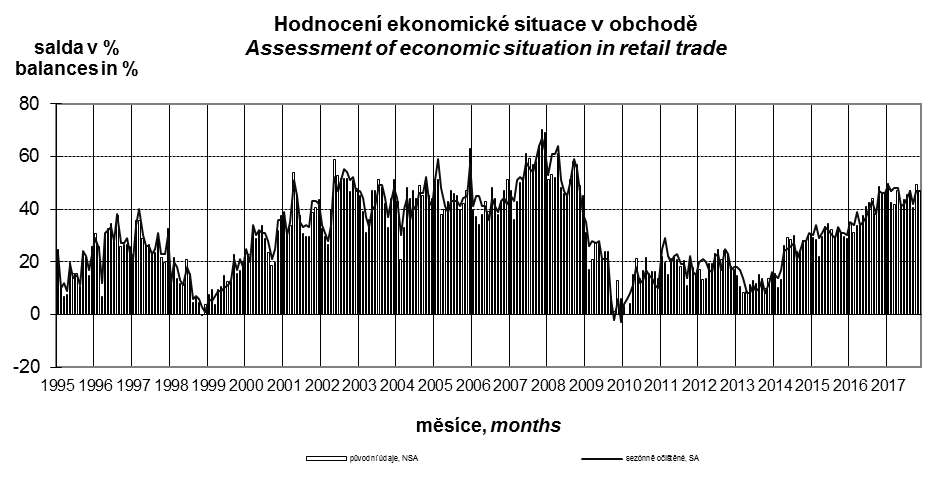 Hodnocení ekonomické situace v obchodě
Assessment of economic situation in retail trade
salda v %
balances in %
80
60
40
20
0
-20
1995 1996 1997 1998 1999 2000 2001 2002 2003 2004 2005 2006 2007 2008 2009 2010 2011 2012 2013 2014 2015 2016 2017
měsíce, months
původní údaje, NSA
sezónně očištěné, SA